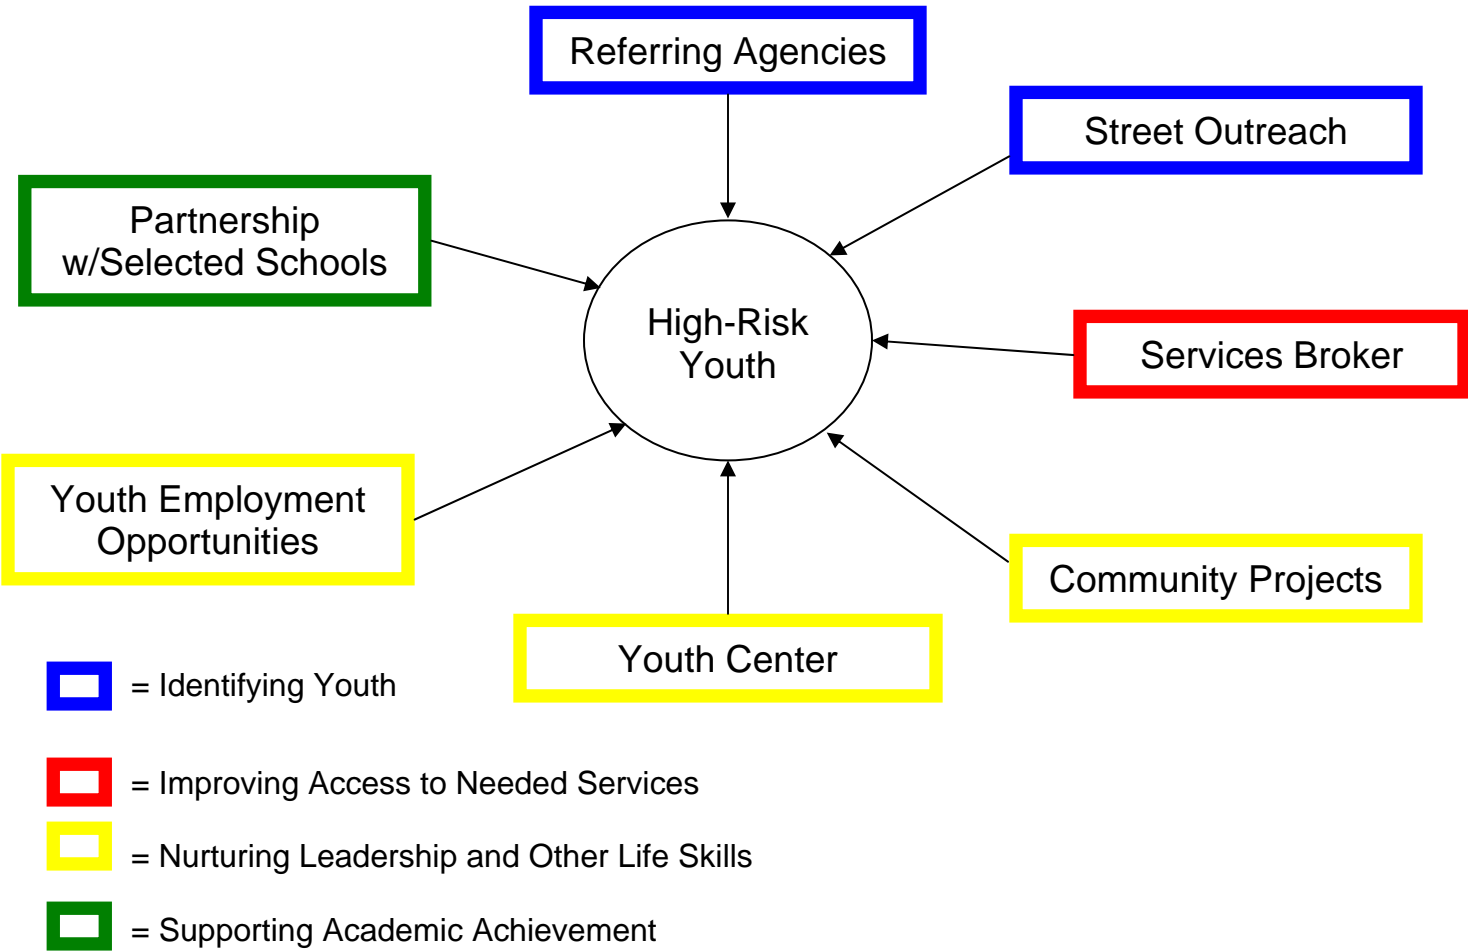 Referring Agencies
Street Outreach
Partnership
w/Selected Schools
High-Risk
Youth
Services Broker
Youth Employment
Opportunities
Community Projects
Youth Center
= Identifying Youth
= Improving Access to Needed Services
= Nurturing Leadership and Other Life Skills
= Supporting Academic Achievement